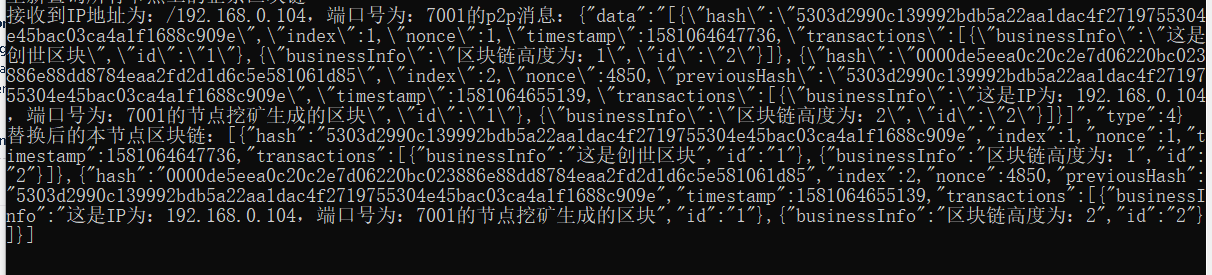 接收到IP地址为：/192.168.0.104，端口号为：7001的p2p消息：{"data":"[{\"hash\":\"5303d2990c139992bdb5a22aa1dac4f2719755304
e45bac03ca4a1f1688c909e\",\"index\":1,\"nonce\":1,\"timestamp\":1581064647736,\"transactions\":[{\"businessInfo\":\"这是
创世区块\",\"id\":\"1\"},{\"businessInfo\":\"区块链高度为：1\",\"id\":\"2\"}]},{\"hash\":\"0000de5eea0c20c2e7d06220bc023
886e88dd8784eaa2fd2d1d6c5e581061d85\",\"index\":2,\"nonce\":4850,\"previousHash\":\"5303d2990c139992bdb5a22aa1dac4f27197
55304e45bac03ca4a1f1688c909e\",\"timestamp\":1581064655139,\"transactions\":[{\"businessInfo\":\"这是IP为：192.168.0.104
，端口号为：7001的节点挖矿生成的区块\",\"id\":\"1\"},{\"businessInfo\":\"区块链高度为：2\",\"id\":\"2\"}]}]","type":4}
替换后的本节点区块链：[{"hash":"5303d2990c139992bdb5a22aa1dac4f2719755304e45bac03ca4a1f1688c909e","index":1,"nonce":1,"t
imestamp":1581064647736,"transactions":[{"businessInfo":"这是创世区块","id":"1"},{"businessInfo":"区块链高度为：1","id":
"2"}]},{"hash":"0000de5eea0c20c2e7d06220bc023886e88dd8784eaa2fd2d1d6c5e581061d85","index":2,"nonce":4850,"previousHash":
"5303d2990c139992bdb5a22aa1dac4f2719755304e45bac03ca4a1f1688c909e","timestamp":1581064655139,"transactions":[{"businessI
nfo":"这是IP为：192.168.0.104，端口号为：7001的节点挖矿生成的区块","id":"1"},{"businessInfo":"区块链高度为：2","id":"2"}
]}]